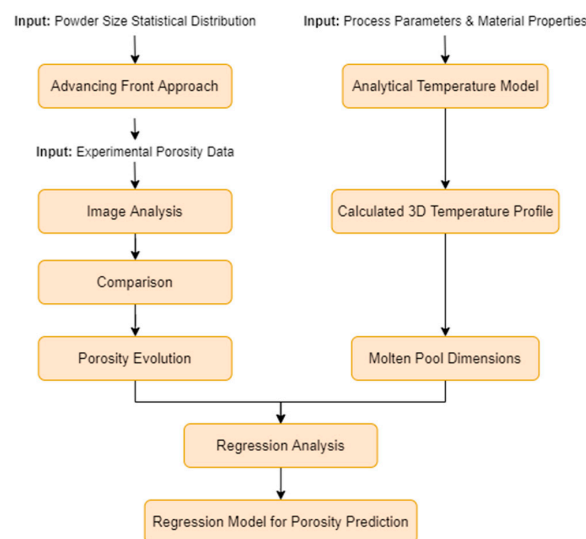 Input: Powder Size Statistical Distribution
Input: Process Parameters & Material Properties
Advancing Front Approach
Analytical Temperature Model
Input: Experimental Porosity Data
Image Analysis
Calculated 3D Temperature Profile
Comparison
Porosity Evolution
Molten Pool Dimensions
Regression Analysis
Regression Model for Porosity Prediction